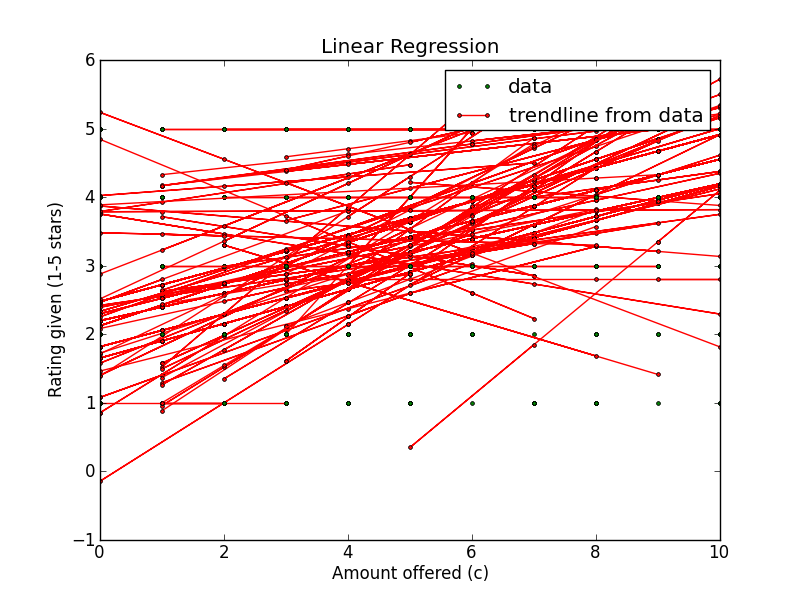 Linear Regression
data
trendline from data
Rating given (1-5 stars)
6
5
4
3
2
1
0
−1
0 2 4 6 8 10
Amount offered (c)